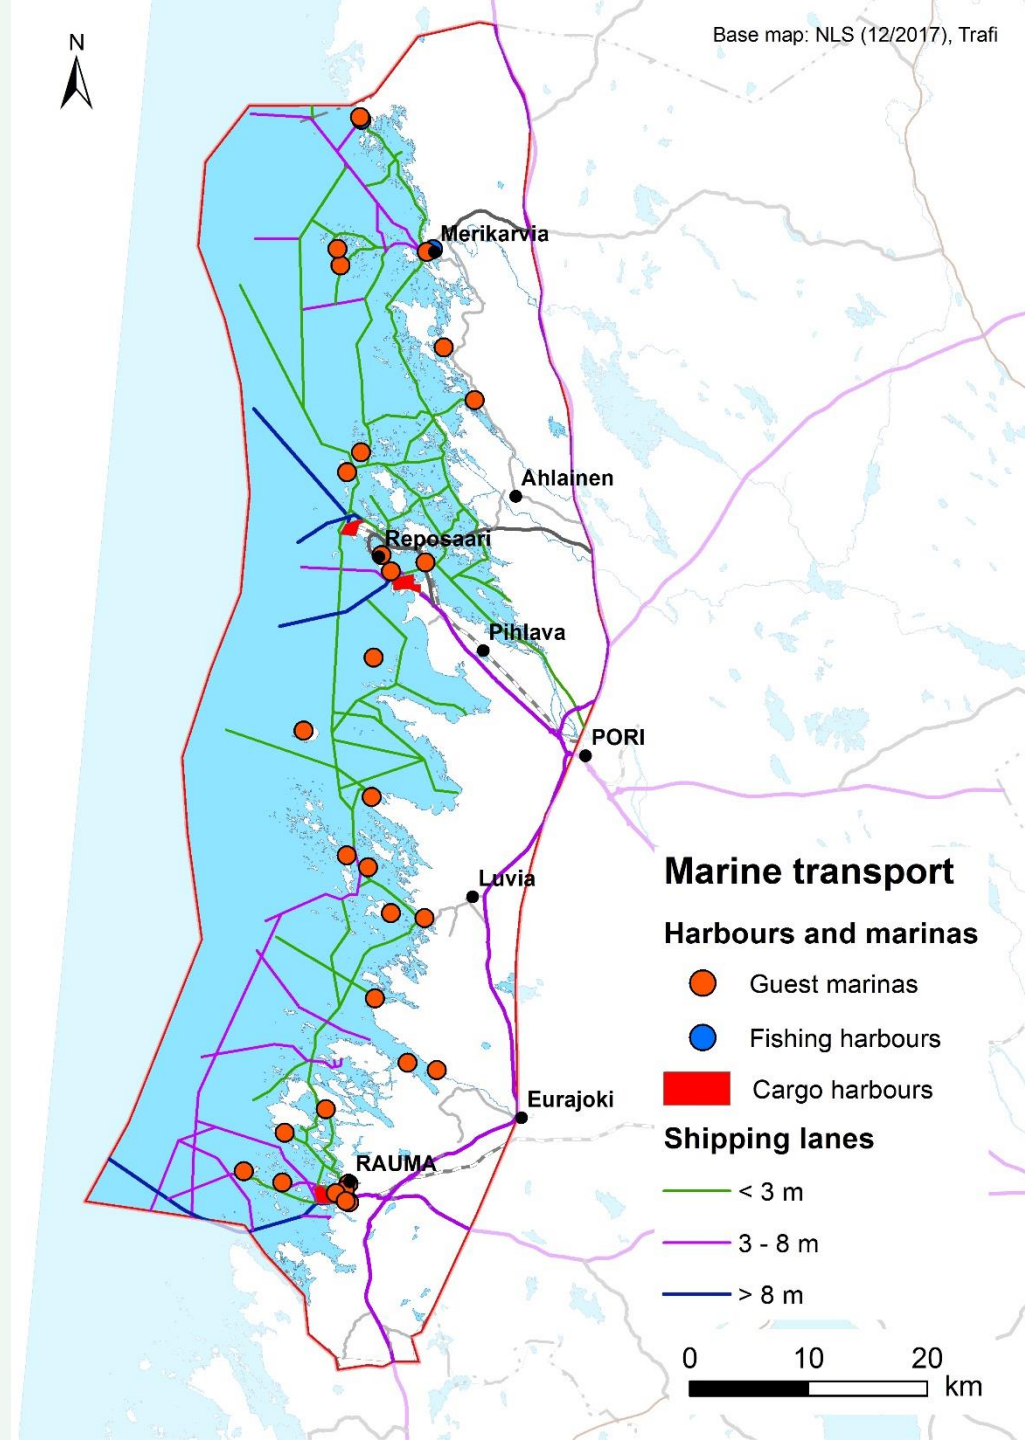 Base map: NLS (12/2017), Trafi
N
Merikarvia
Ahlainen
Reposaari
Pihlava
PORI
Luvia
Eurajoki
RAUMA
Marine transport
Harbours and marinas
Guest marinas
Fishing harbours
Cargo harbours
Shipping lanes
< 3 m
3 - 8 m
> 8 m
0 10 20
km